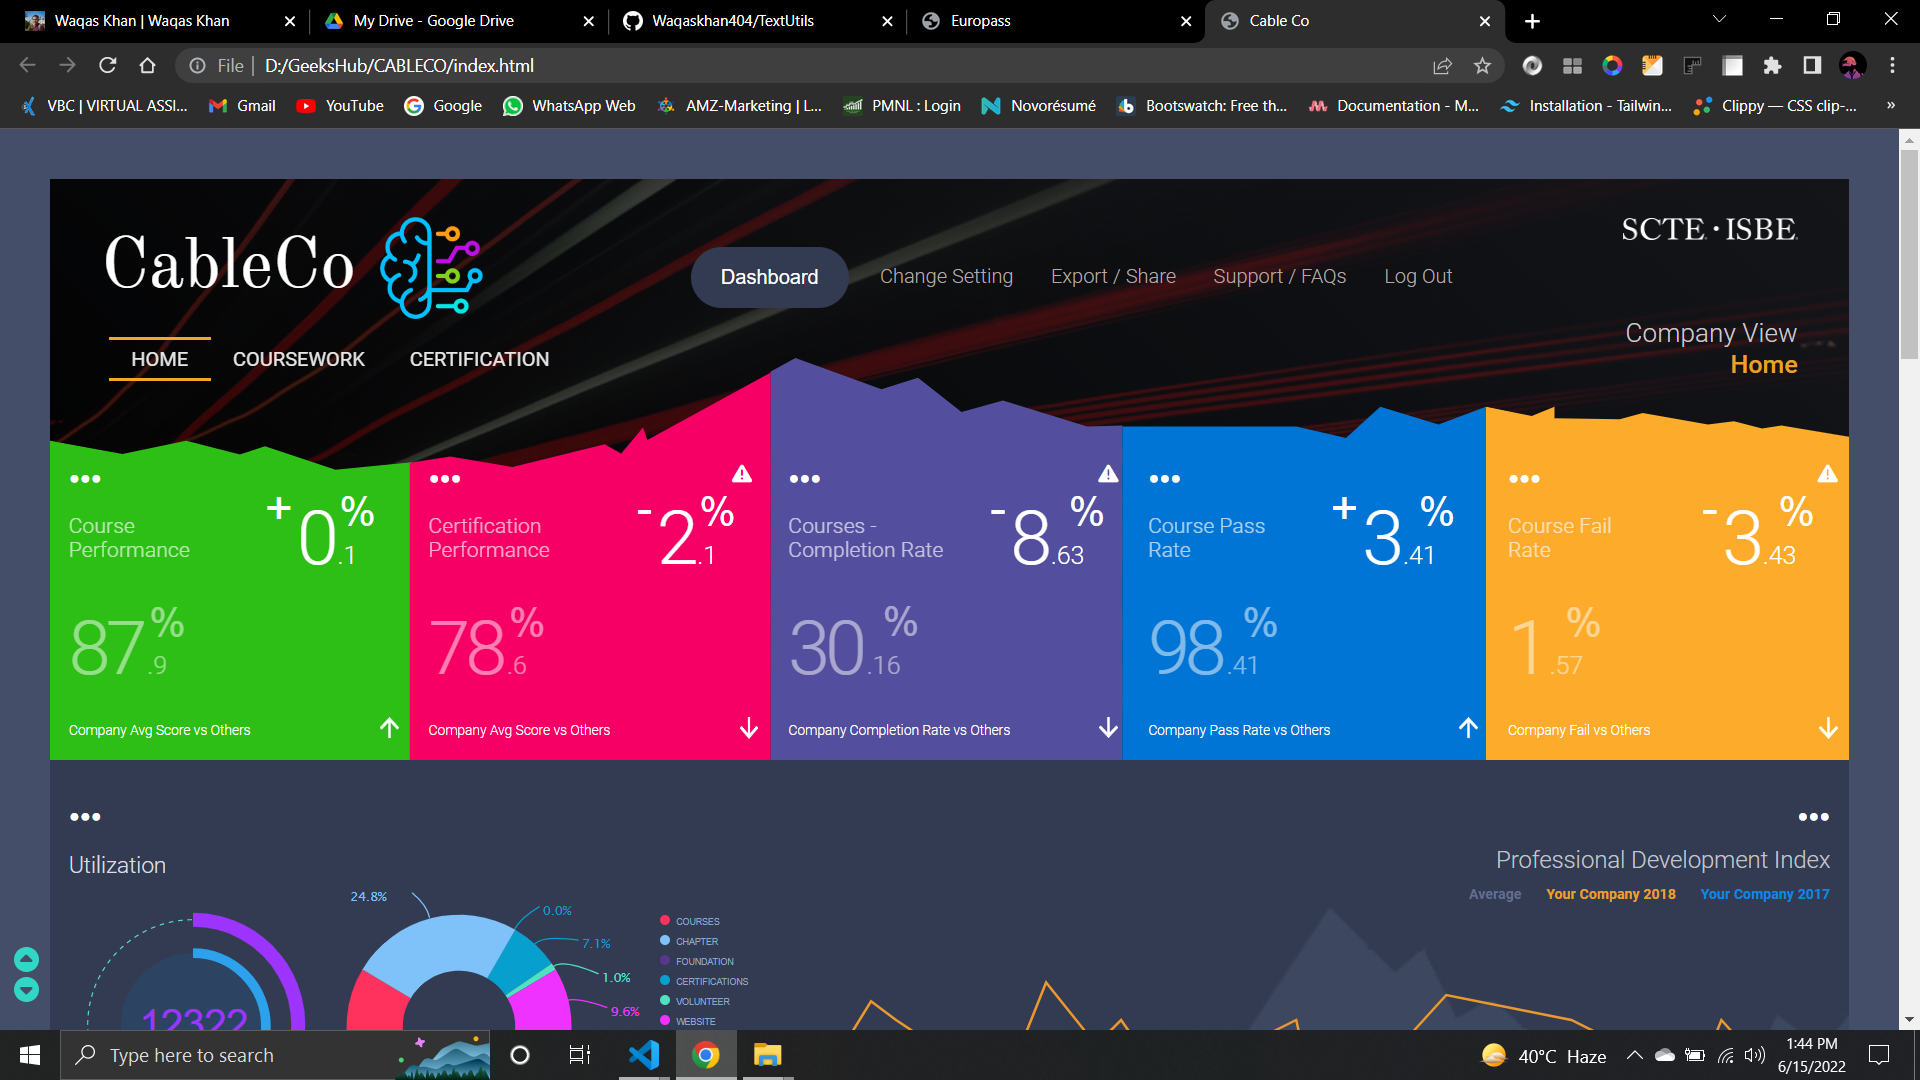 Waqas Khan | Waqas Khan
My Drive - Google Drive
Waqaskhan404/TextUtils
Europass
Cable Co
File | D:/GeeksHub/CABLECO/index.html
VBC | VIRTUAL ASSI...
Gmail
YouTube
Google
WhatsApp Web
AMZ-Marketing | L...
PMNL : Login
Novorésumé
Bootswatch: Free th...
Documentation - M...
Installation - Tailwin...
Clippy — CSS clip-...
»
CableCo
SCTE · ISBE
Dashboard
Change Setting
Export / Share
Support / FAQs
Log Out
HOME
COURSEWORK
CERTIFICATION
Company View
Home
Course
Performance
+0.1%
87.9%
Company Avg Score vs Others
Certification
Performance
-2.1%
78.6%
Company Avg Score vs Others
Courses -
Completion Rate
-8.63%
30.16%
Company Completion Rate vs Others
Course Pass
Rate
+3.41%
98.41%
Company Pass Rate vs Others
Course Fail
Rate
-3.43%
1.57%
Company Fail vs Others
Utilization
12322
24.8%
0.0%
7.1%
1.0%
9.6%
COURSES
CHAPTER
FOUNDATION
CERTIFICATIONS
VOLUNTEER
WEBSITE
Professional Development Index
Average
Your Company 2018
Your Company 2017
Type here to search
40°C Haze
1:44 PM
6/15/2022